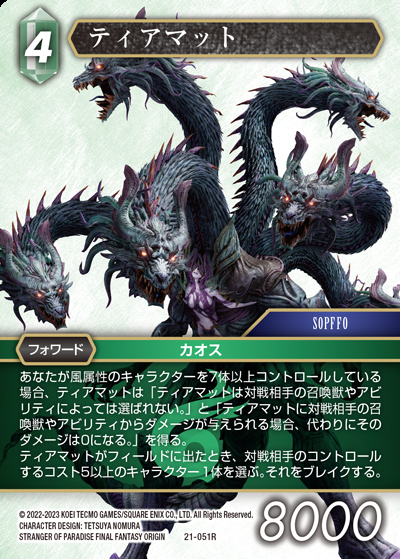 4
ティアマット
SOPFFO
フォワード
カオス
あなたが風属性のキャラクターを7体以上コントロールしている
場合、ティアマットは「ティアマットは対戦相手の召喚獣やアビ
リティによっては選ばれない。」と「ティアマットに対戦相手の召
喚獣やアビリティからダメージが与えられる場合、代わりにその
ダメージは0になる。」を得る。
ティアマットがフィールドに出たとき、対戦相手のコントロール
するコスト5以上のキャラクター1体を選ぶ。それをブレイクする。
© 2022-2023 KOEI TECMO GAMES/SQUARE ENIX CO., LTD. All Rights Reserved.
CHARACTER DESIGN: TETSUYA NOMURA
STRANGER OF PARADISE FINAL FANTASY ORIGIN 21-051R
8000